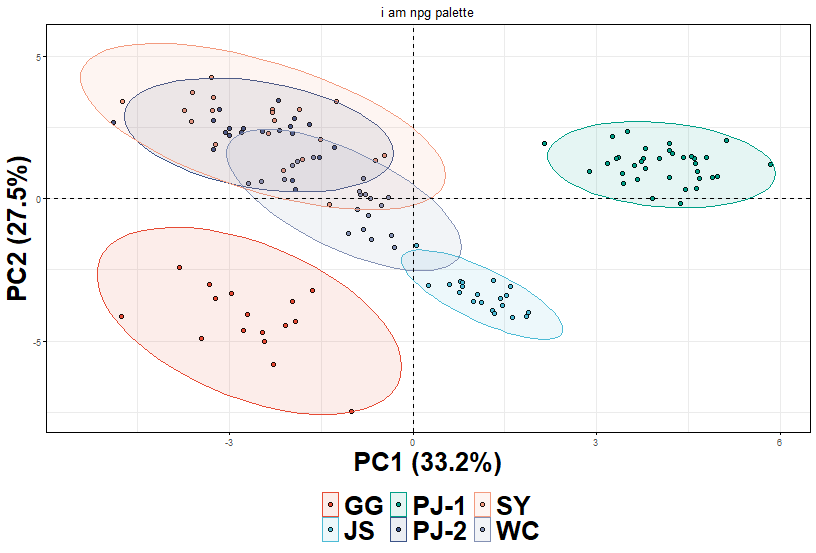 i am npg palette
PC2 (27.5%)
5
0
-5
-3
0
3
6
PC1 (33.2%)
GG PJ-1 SY
JS PJ-2 WC